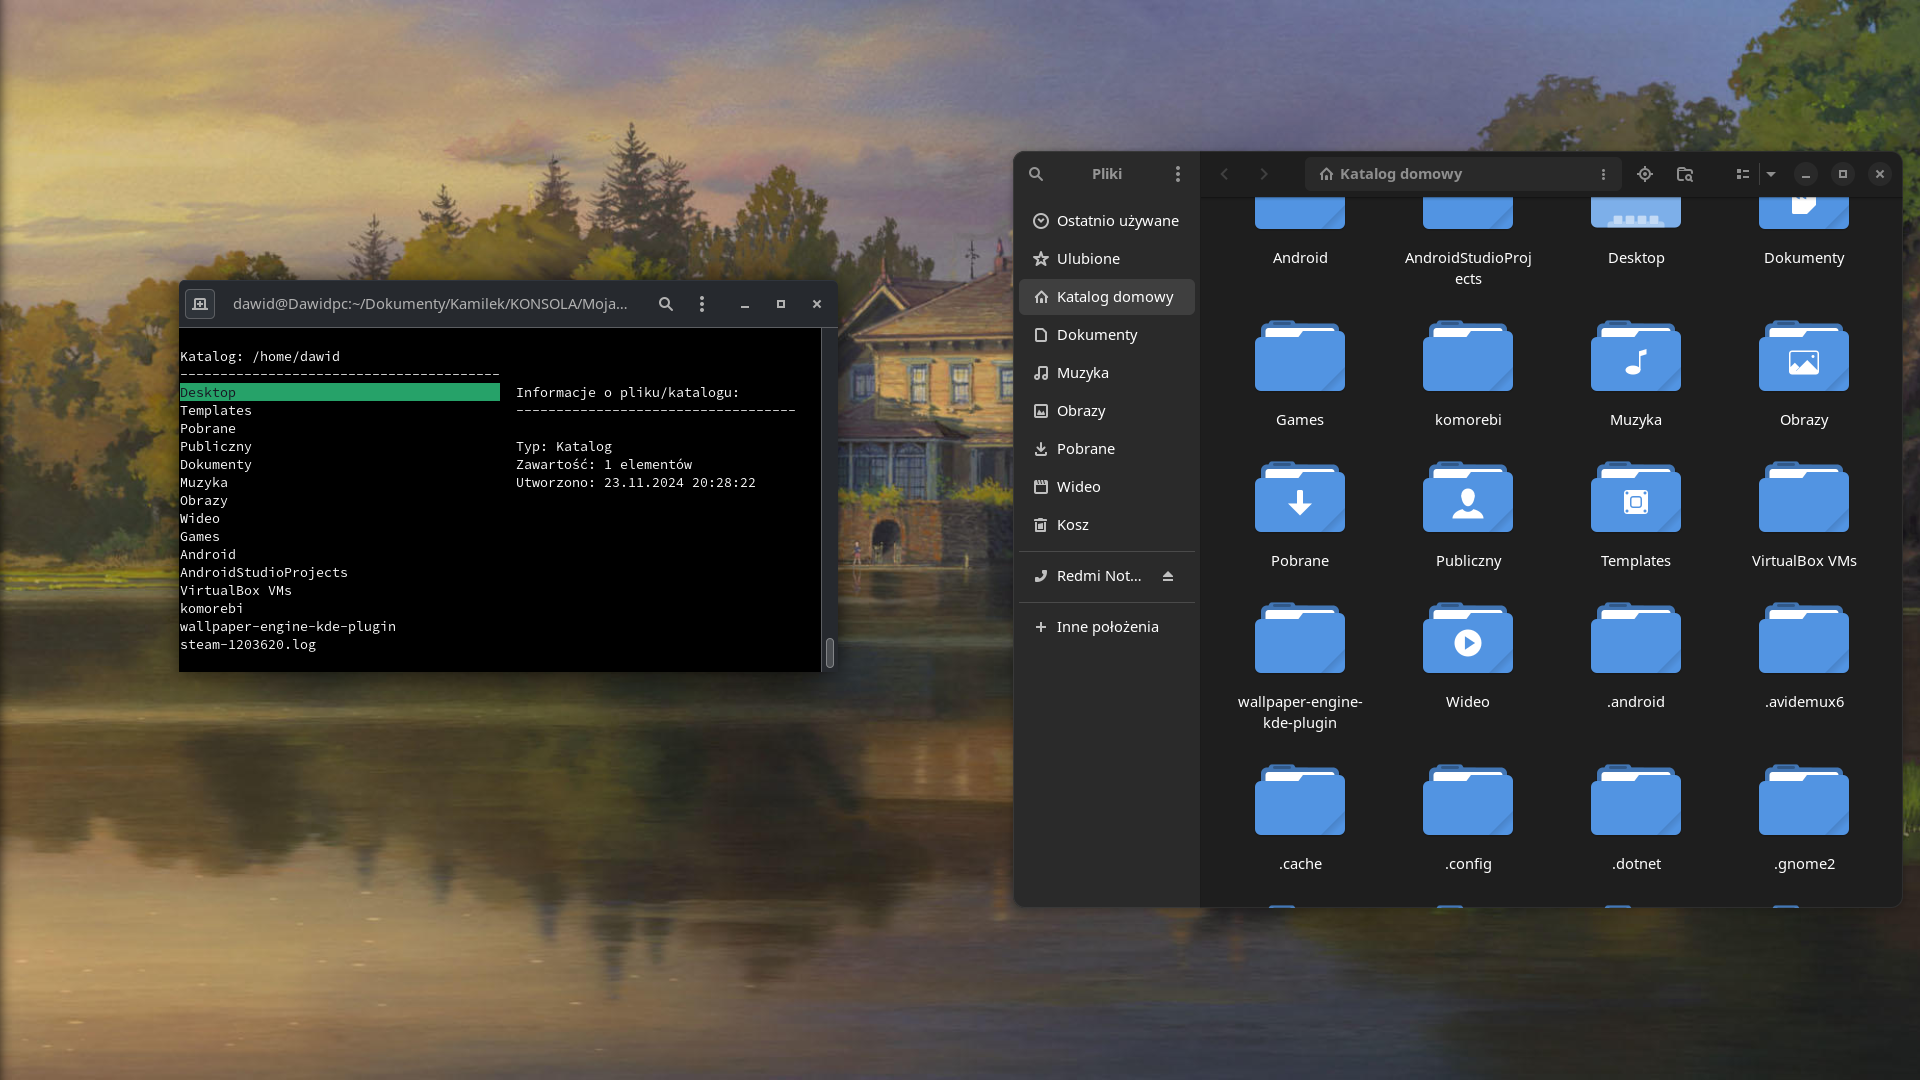 dawid@Dawidpc:~/Dokumenty/Kamilek/KONSOLA/Moja...
Katalog: /home/dawid
----------------------------------------
Desktop
Templates
Pobrane
Publiczny
Dokumenty
Muzyka
Obrazy
Wideo
Games
Android
AndroidStudioProjects
VirtualBox VMs
komorebi
wallpaper-engine-kde-plugin
steam-1203620.log
Informacje o pliku/katalogu:
-----------------------------------
Typ: Katalog
Zawartość: 1 elementów
Utworzono: 23.11.2024 20:28:22
Pliki
Ostatnio używane
Ulubione
Katalog domowy
Dokumenty
Muzyka
Obrazy
Pobrane
Wideo
Kosz
Redmi Not...
Inne położenia
Katalog domowy
Android
AndroidStudioProj
ects
Desktop
Dokumenty
Games
komorebi
Muzyka
Obrazy
Pobrane
Publiczny
Templates
VirtualBox VMs
wallpaper-engine-
kde-plugin
Wideo
.android
.avidemux6
.cache
.config
.dotnet
.gnome2